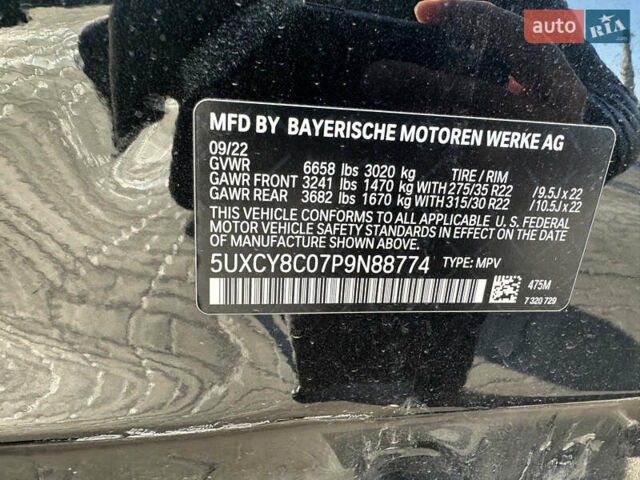 auto RIA
MFD BY BAYERISCHE MOTOREN WERKE AG
09/22
GVWR 6658 lbs 3020 kg TIRE / RIM
GAWR FRONT 3241 lbs 1470 kg WITH 275/35 R22 / 9.5J x 22
GAWR REAR 3682 lbs 1670 kg WITH 315/30 R22 / 10.5J x 22
THIS VEHICLE CONFORMS TO ALL APPLICABLE U. S. FEDERAL
MOTOR VEHICLE SAFETY STANDARDS IN EFFECT ON THE DATE
OF MANUFACTURE SHOWN ABOVE.
5UXCY8C07P9N88774 TYPE: MPV
475M
7 320 729